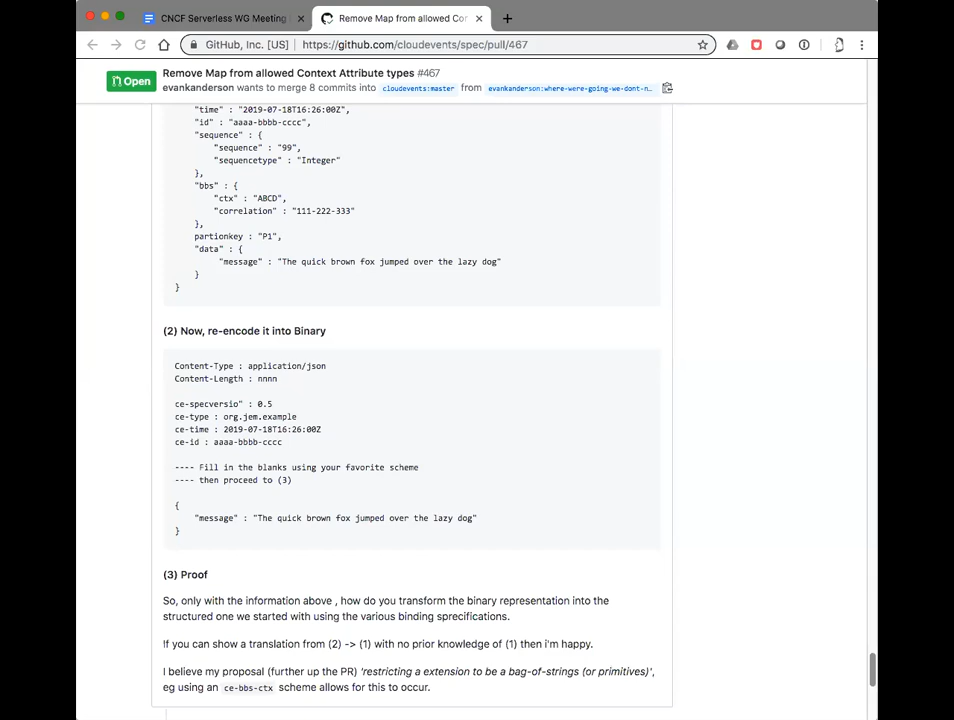 CNCF Serverless WG Meeting
Remove Map from allowed Cor
GitHub, Inc. [US]
https://github.com/cloudevents/spec/pull/467
Open
Remove Map from allowed Context Attribute types #467
evankanderson wants to merge 8 commits into cloudevents:master from evankanderson:where-were-going-we-dont-n…
"time" : "2019-07-18T16:26:00Z",
"id" : "aaaa-bbbb-cccc",
"sequence" : {
"sequence" : "99",
"sequencetype" : "Integer"
},
"bbs" : {
"ctx" : "ABCD",
"correlation" : "111-222-333"
},
partionkey : "P1",
"data" : {
"message" : "The quick brown fox jumped over the lazy dog"
}
}
(2) Now, re-encode it into Binary
Content-Type : application/json
Content-Length : nnnn
ce-specversio" : 0.5
ce-type : org.jem.example
ce-time : 2019-07-18T16:26:00Z
ce-id : aaaa-bbbb-cccc
---- Fill in the blanks using your favorite scheme
---- then proceed to (3)
{
"message" : "The quick brown fox jumped over the lazy dog"
}
(3) Proof
So, only with the information above , how do you transform the binary representation into the
structured one we started with using the various binding sprecifications.
If you can show a translation from (2) -> (1) with no prior knowledge of (1) then i'm happy.
I believe my proposal (further up the PR) 'restricting a extension to be a bag-of-strings (or primitives)',
eg using an ce-bbs-ctx scheme allows for this to occur.